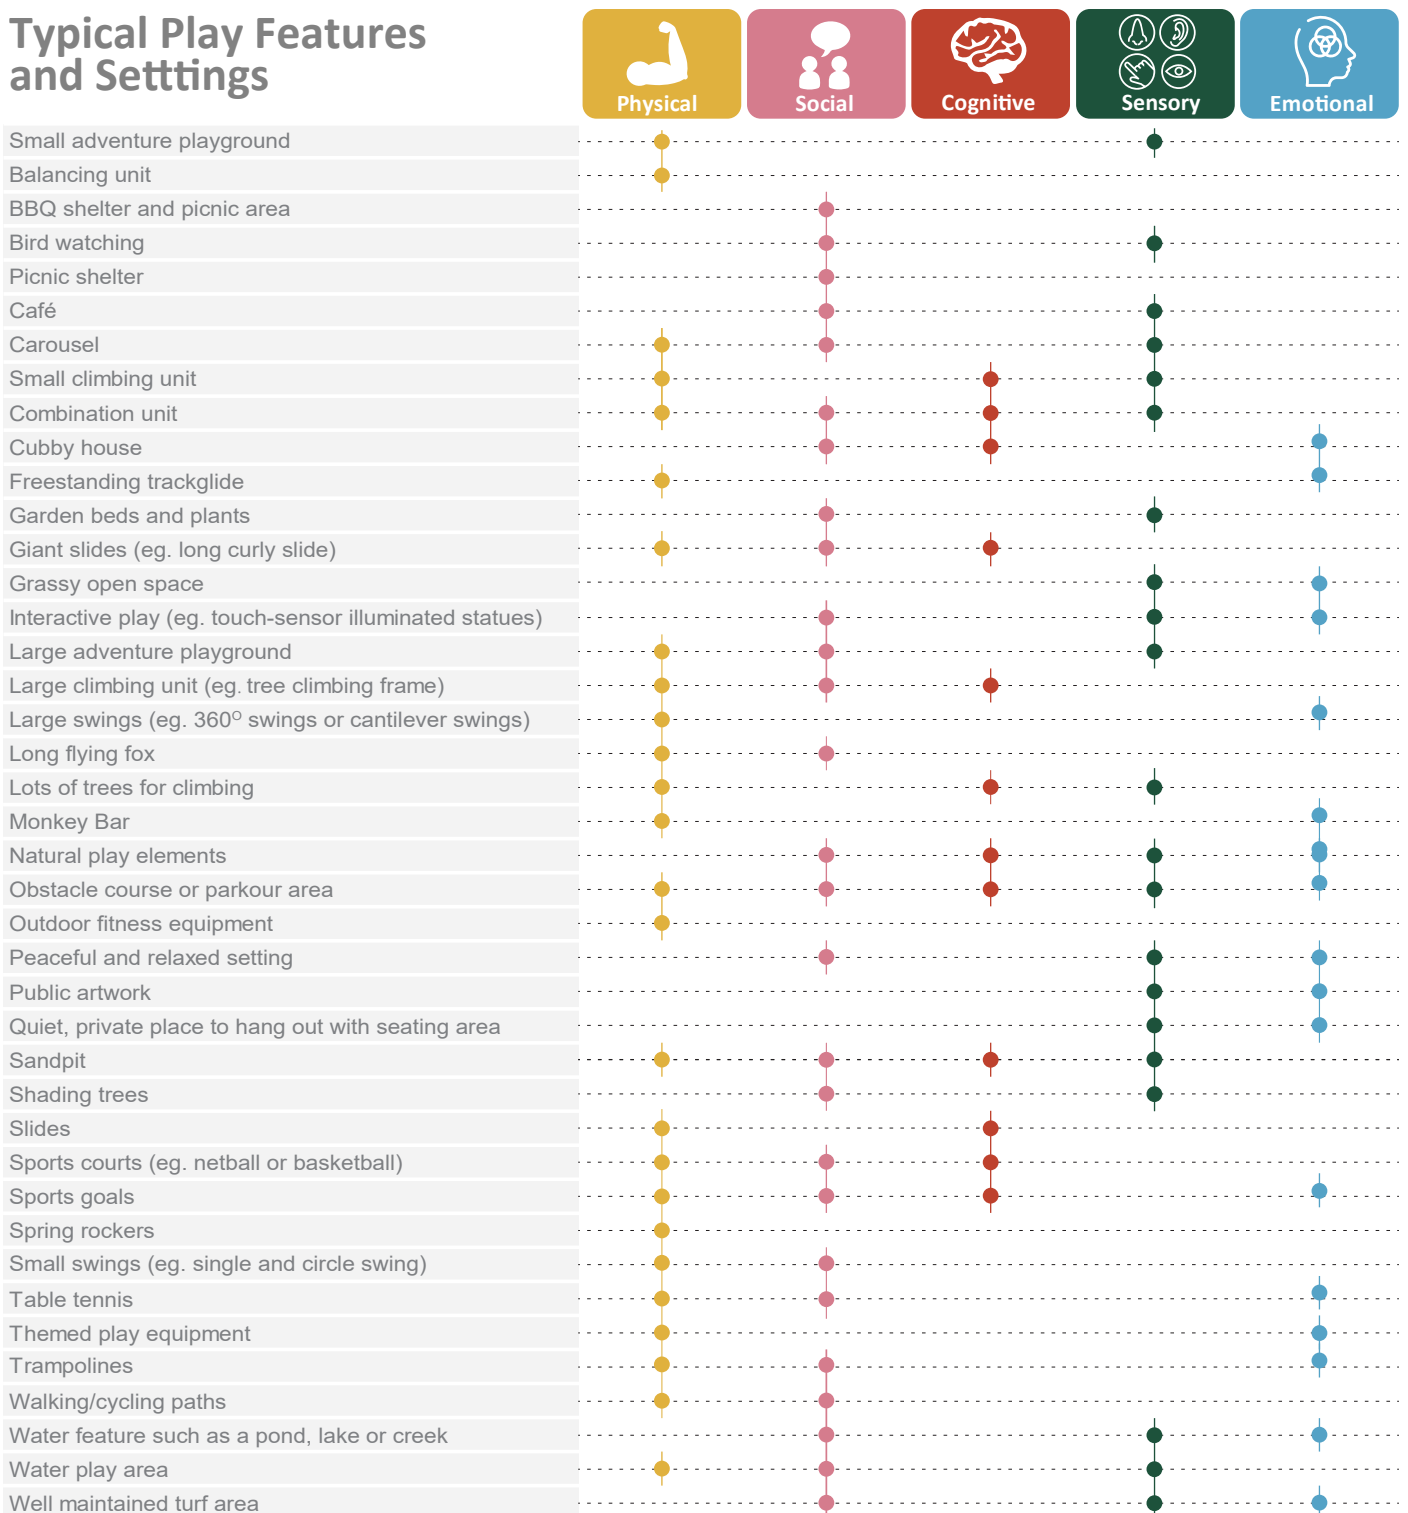 Typical Play Features
and Setttings
Physical
Social
Cognitive
Sensory
Emotional
Small adventure playground
Balancing unit
BBQ shelter and picnic area
Bird watching
Picnic shelter
Café
Carousel
Small climbing unit
Combination unit
Cubby house
Freestanding trackglide
Garden beds and plants
Giant slides (eg. long curly slide)
Grassy open space
Interactive play (eg. touch-sensor illuminated statues)
Large adventure playground
Large climbing unit (eg. tree climbing frame)
Large swings (eg. 360º swings or cantilever swings)
Long flying fox
Lots of trees for climbing
Monkey Bar
Natural play elements
Obstacle course or parkour area
Outdoor fitness equipment
Peaceful and relaxed setting
Public artwork
Quiet, private place to hang out with seating area
Sandpit
Shading trees
Slides
Sports courts (eg. netball or basketball)
Sports goals
Spring rockers
Small swings (eg. single and circle swing)
Table tennis
Themed play equipment
Trampolines
Walking/cycling paths
Water feature such as a pond, lake or creek
Water play area
Well maintained turf area